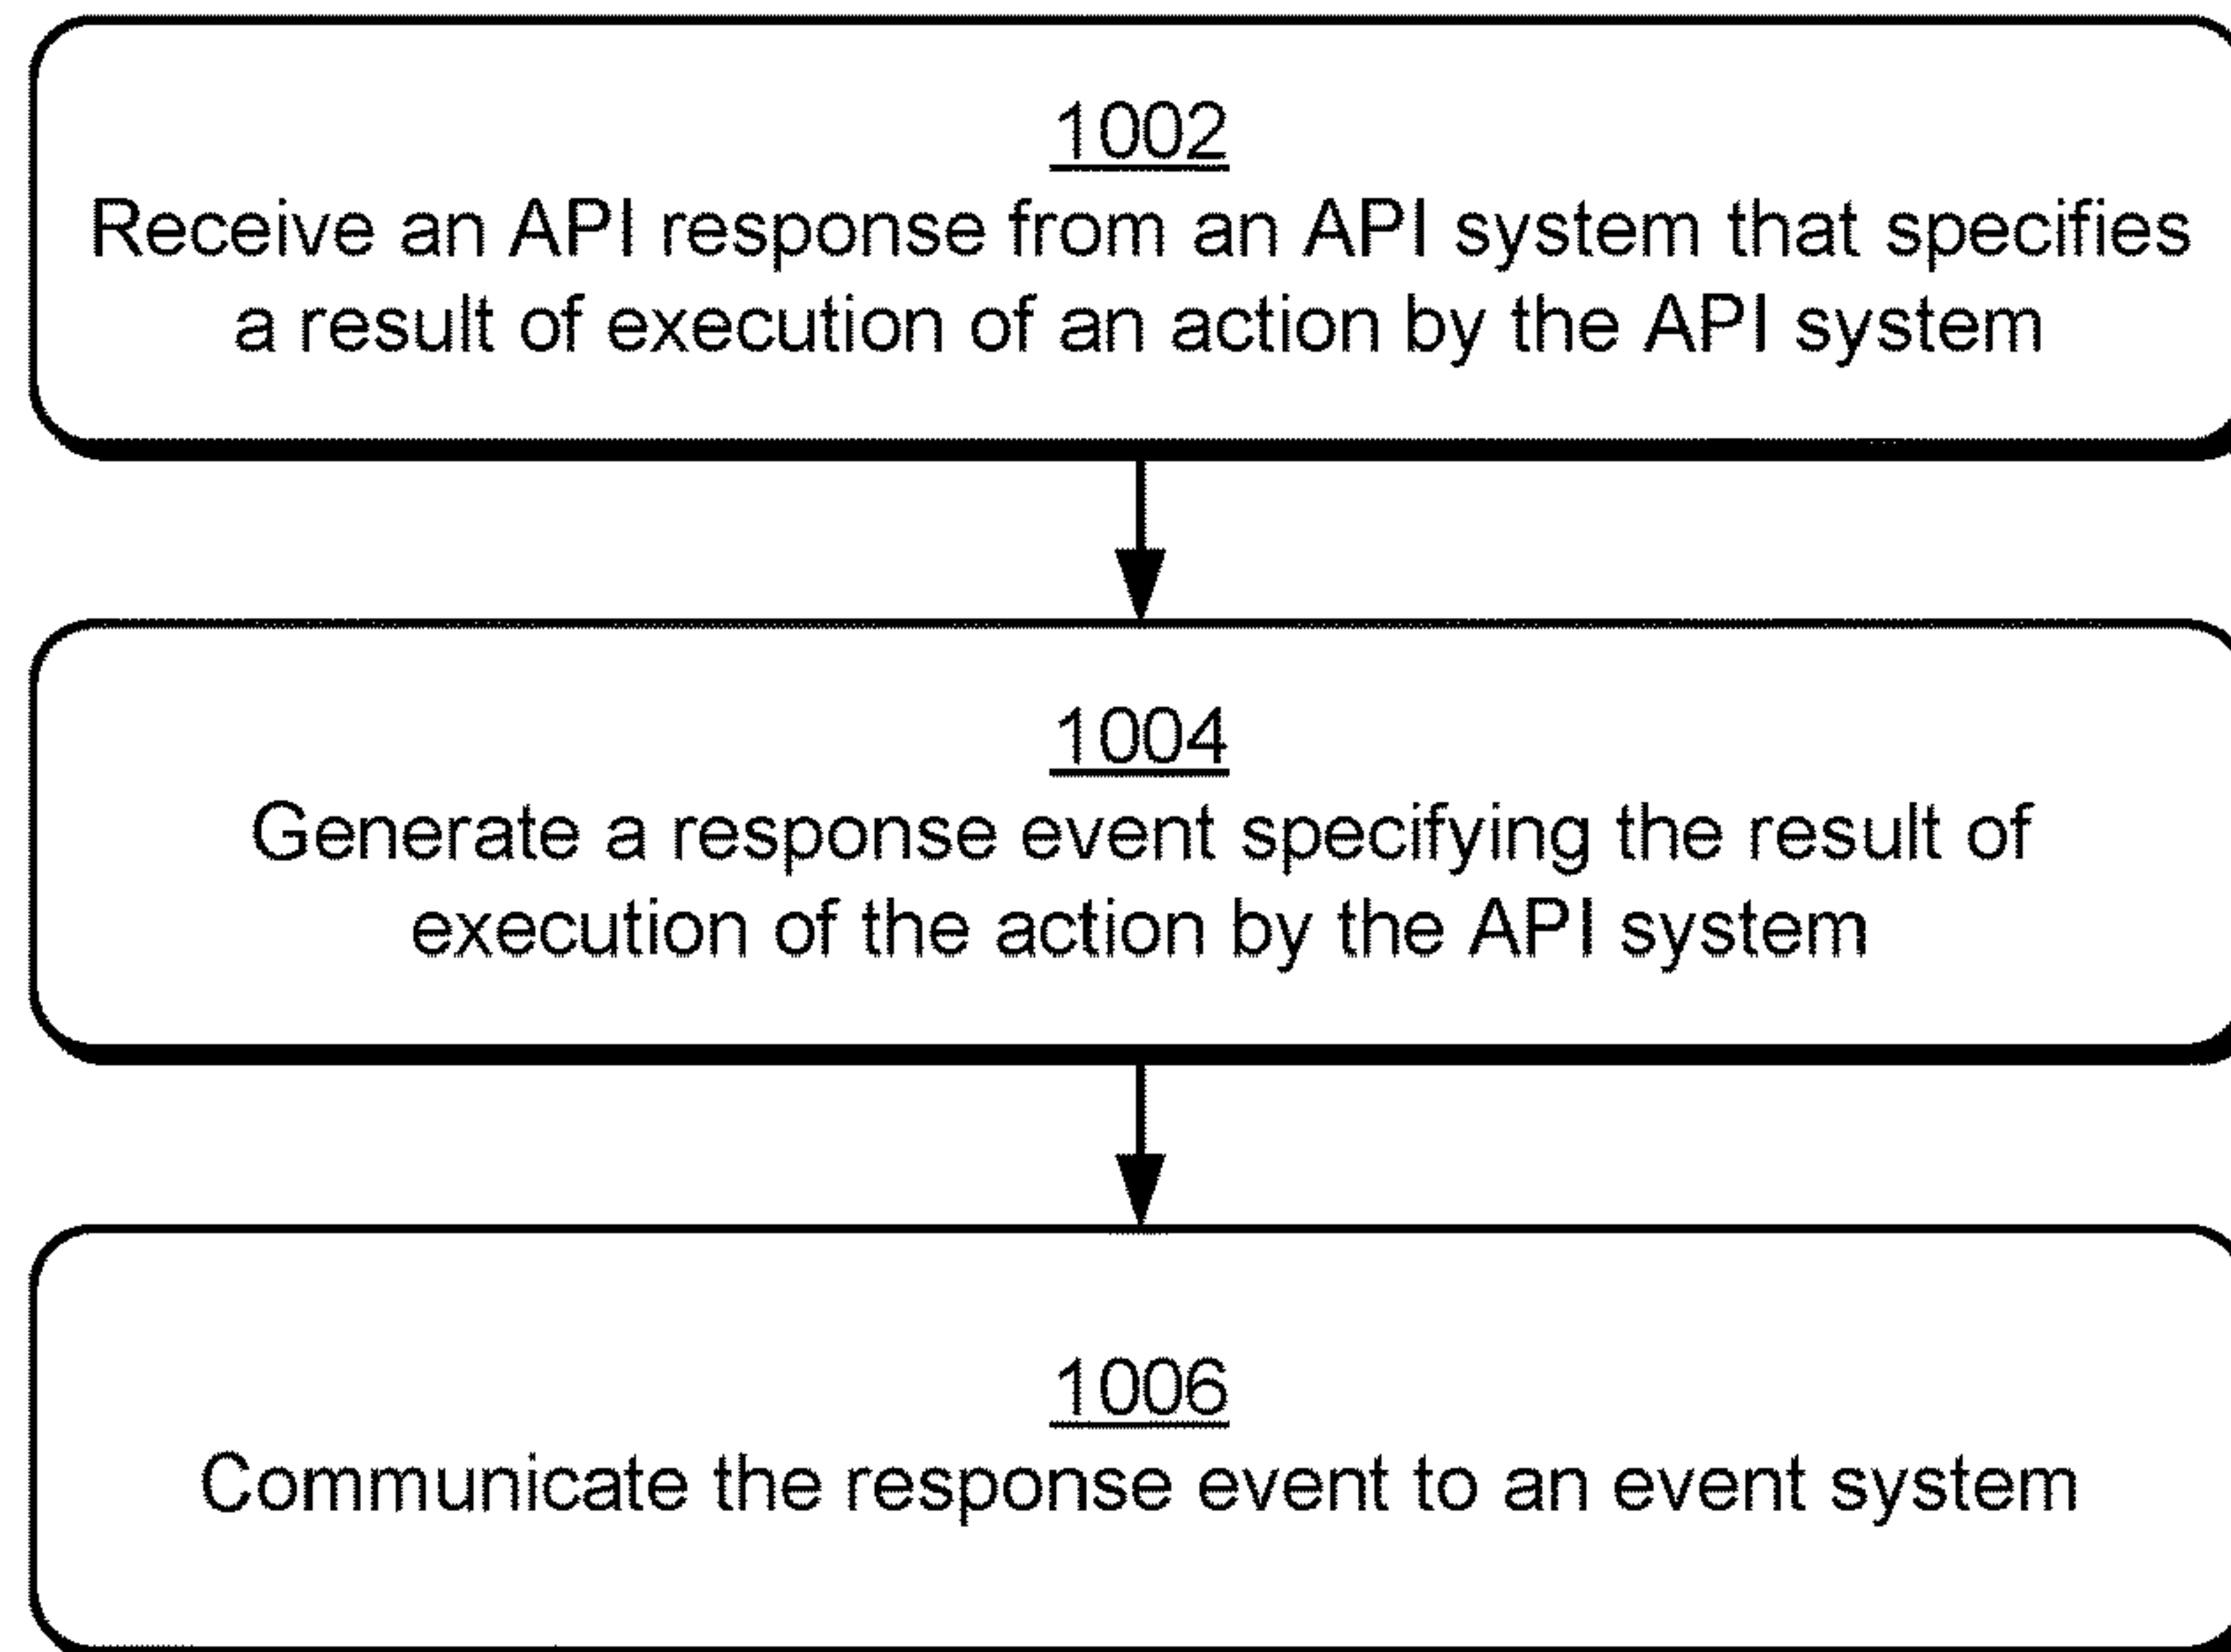 1002
Receive an API response from an API system that specifies
a result of execution of an action by the API system
1004
Generate a response event specifying the result of
execution of the action by the API system
1006
Communicate the response event to an event system